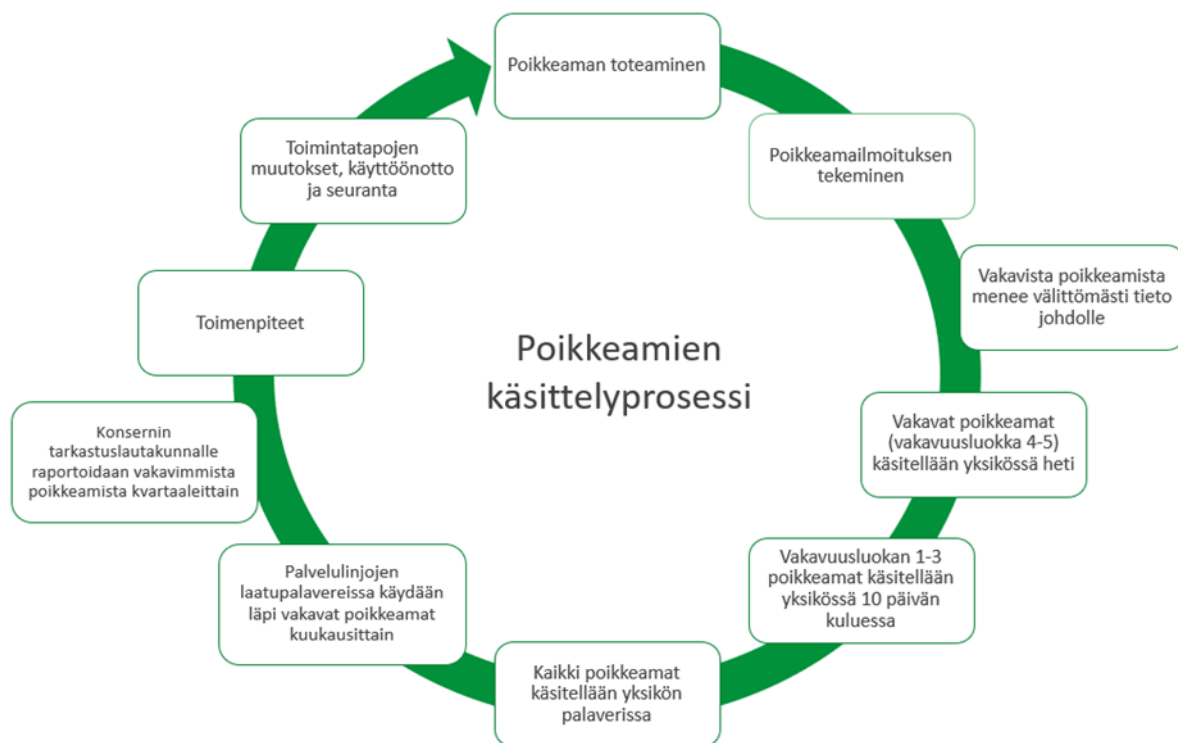 Poikkeaman toteaminen
Poikkeamailmoituksen
tekeminen
Vakavista poikkeamista
menee välittömästi tieto
johdolle
Vakavat poikkeamat
(vakavuusluokka 4-5)
käsitellään yksikössä heti
Vakavuusluokan 1-3
poikkeamat käsitellään
yksikössä 10 päivän
kuluessa
Kaikki poikkeamat
käsitellään yksikön
palaverissa
Palvelulinjojen
laatupalavereissa käydään
läpi vakavat poikkeamat
kuukausittain
Konsernin
tarkastuslautakunnalle
raportoidaan vakavimmista
poikkeamista kvartaaleittain
Toimenpiteet
Toimintatapojen
muutokset, käyttöönotto
ja seuranta
Poikkeamien
käsittelyprosessi